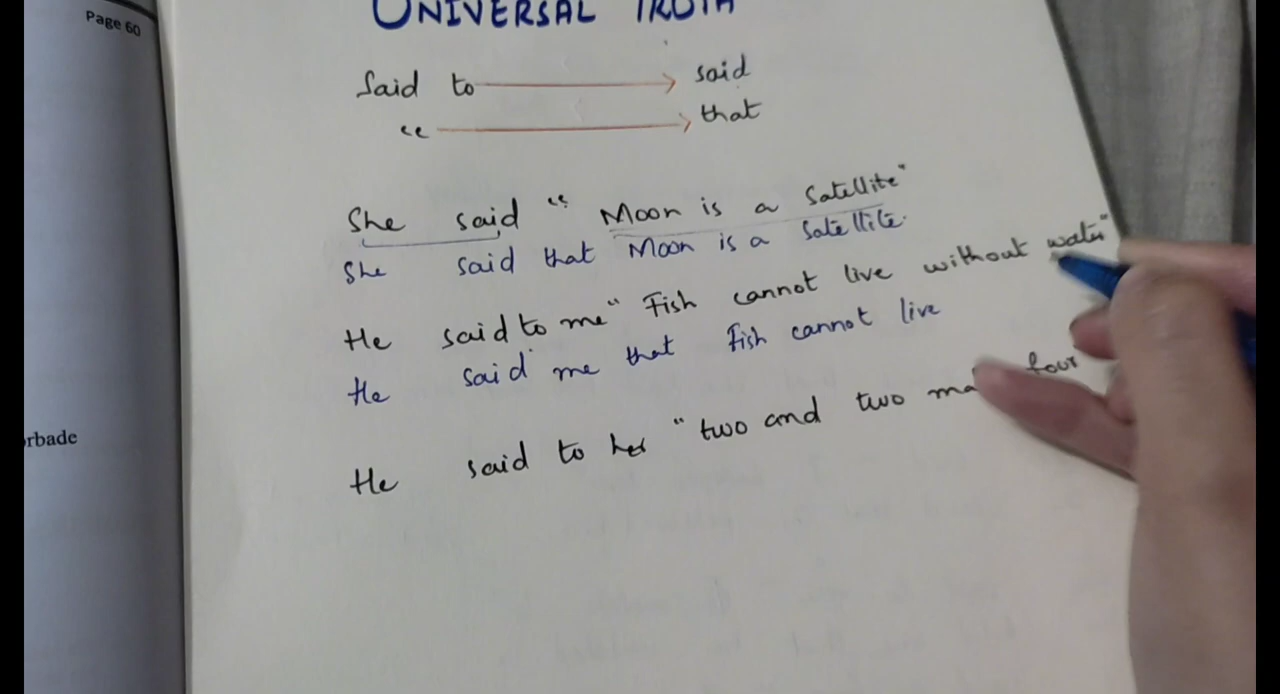 Page 60
UNIVERSAL TRUTH
Said to → said
“ → that
She said “ Moon is a Satellite”
She said that Moon is a Satellite.
He said to me “ Fish cannot live without water”
He said me that Fish cannot live
He said to her “ two and two four
rbade